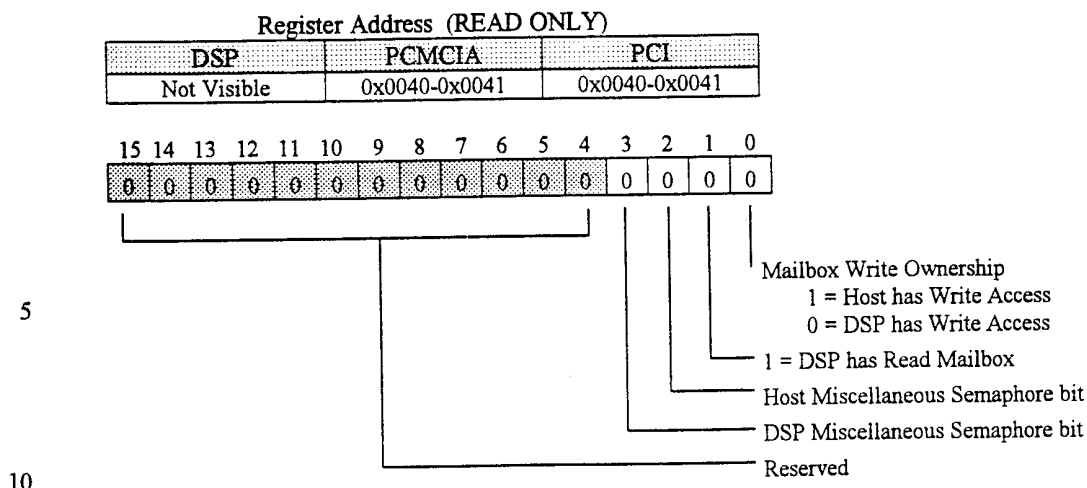 Register Address (READ ONLY)
DSP PCMCIA PCI
Not Visible 0x0040-0x0041 0x0040-0x0041
15 14 13 12 11 10 9 8 7 6 5 4 3 2 1 0
0 0 0 0 0 0 0 0 0 0 0 0 0 0 0 0
Mailbox Write Ownership
5 1 = Host has Write Access
0 = DSP has Write Access
1 = DSP has Read Mailbox
Host Miscellaneous Semaphore bit
DSP Miscellaneous Semaphore bit
Reserved
10